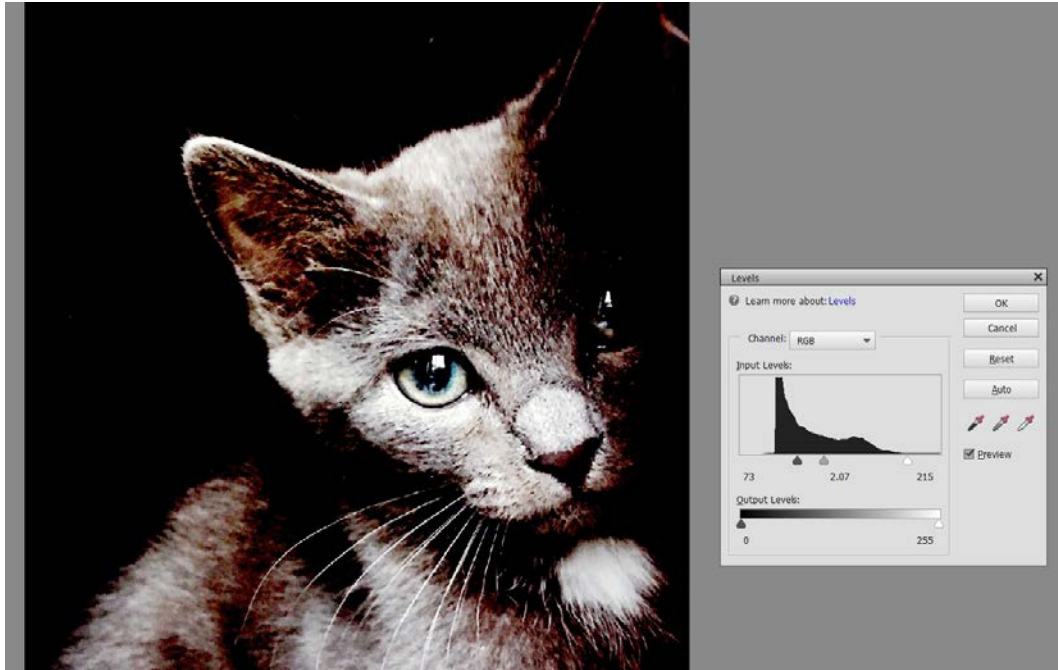 Levels
Learn more about: Levels
OK
Channel: RGB
Cancel
Input Levels:
Reset
Auto
Preview
73 2.07 215
Output Levels:
0 255